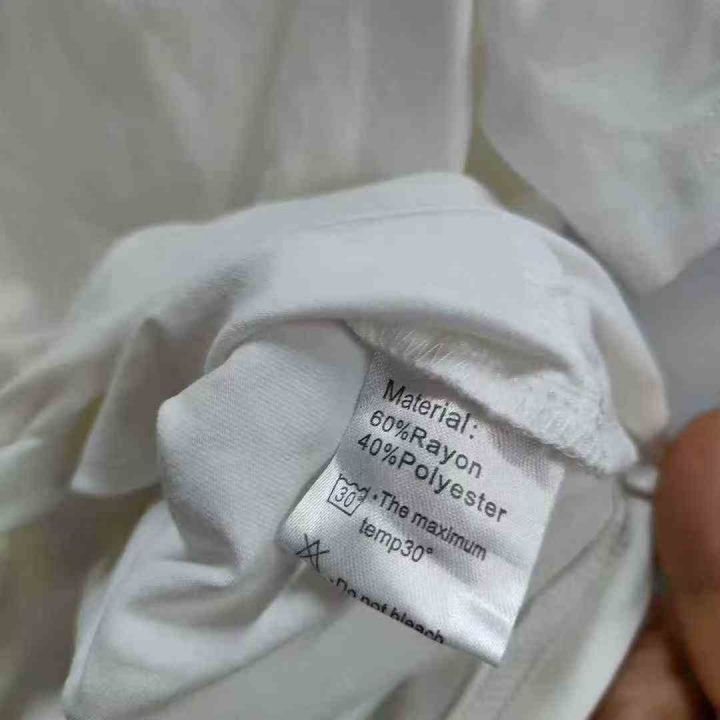 Material:
60%Rayon
40%Polyester
30 •The maximum
temp30°
•Do not bleach